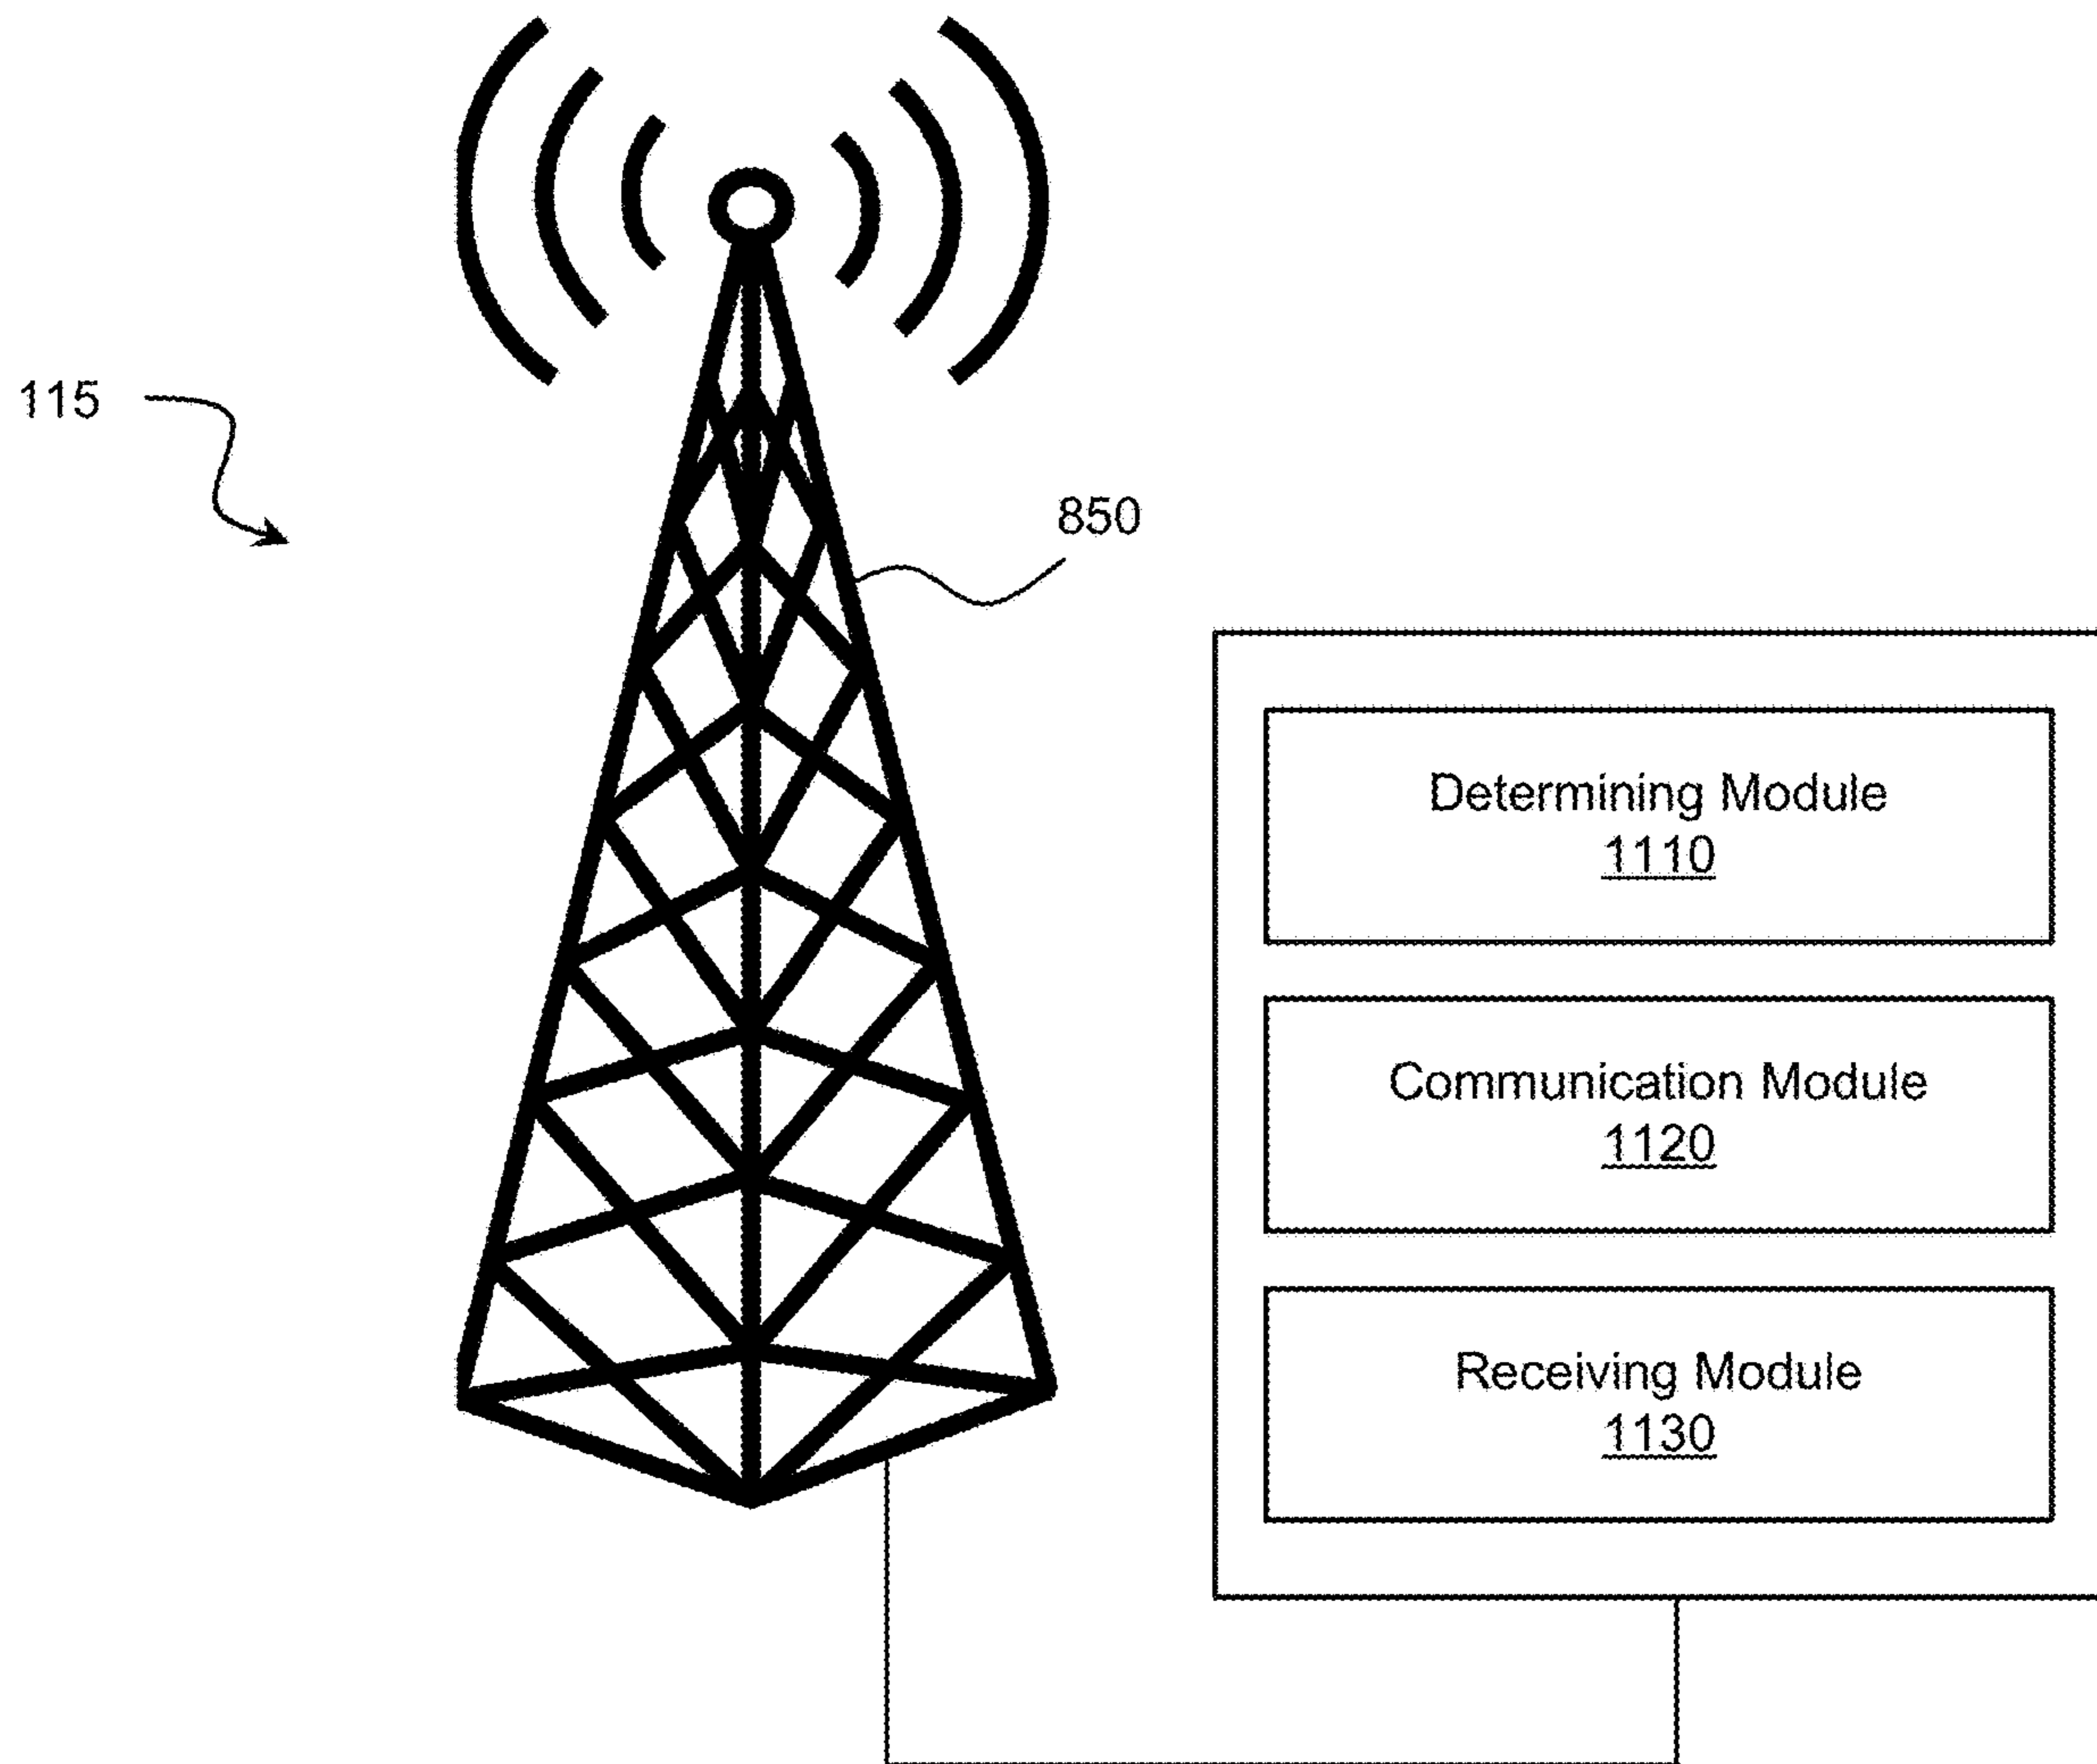 115
850
Determining Module
1110
Communication Module
1120
Receiving Module
1130